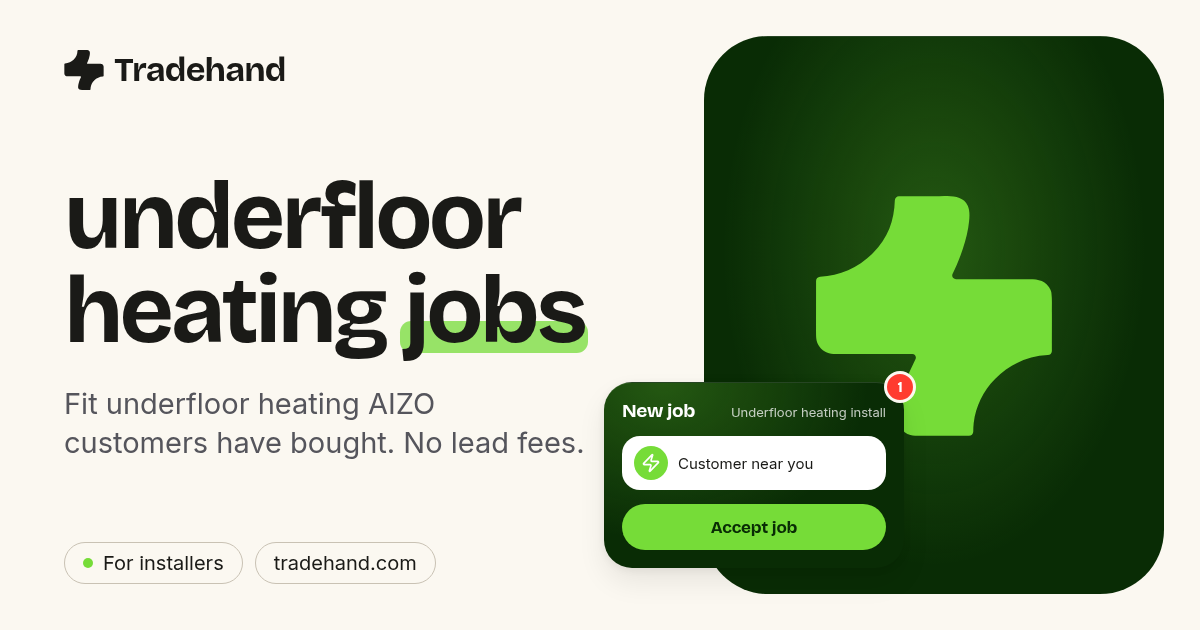 Tradehand
underfloor
heating jobs
Fit underfloor heating AIZO
customers have bought. No lead fees.
For installers
tradehand.com
1
New job
Underfloor heating install
Customer near you
Accept job